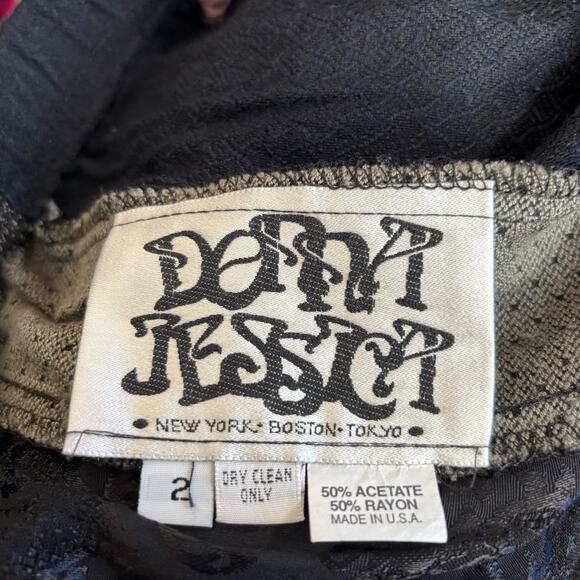 DONNA
JESSICA
• NEW YORK • BOSTON • TOKYO •
2
DRY CLEAN
ONLY
50% ACETATE
50% RAYON
MADE IN U.S.A.